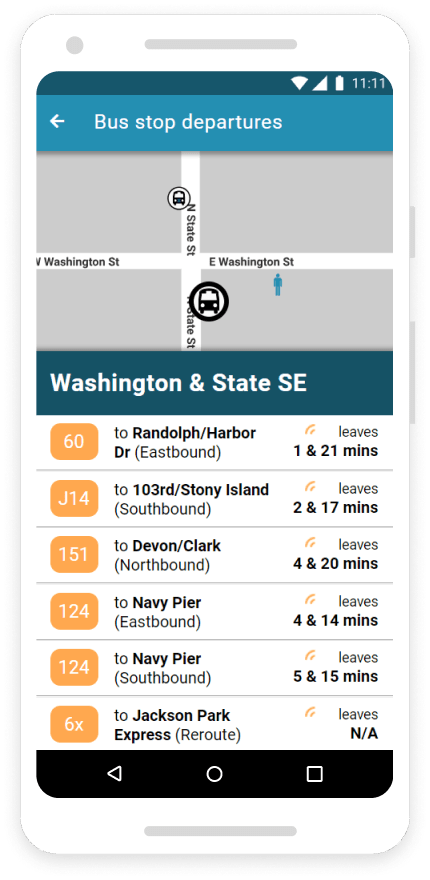 11:11
Bus stop departures
N State St
W Washington St
E Washington St
N State St
Washington & State SE
60
to Randolph/Harbor
Dr (Eastbound)
leaves
1 & 21 mins
J14
to 103rd/Stony Island
(Southbound)
leaves
2 & 17 mins
151
to Devon/Clark
(Northbound)
leaves
4 & 20 mins
124
to Navy Pier
(Eastbound)
leaves
4 & 14 mins
124
to Navy Pier
(Southbound)
leaves
5 & 15 mins
6x
to Jackson Park
Express (Reroute)
leaves
N/A